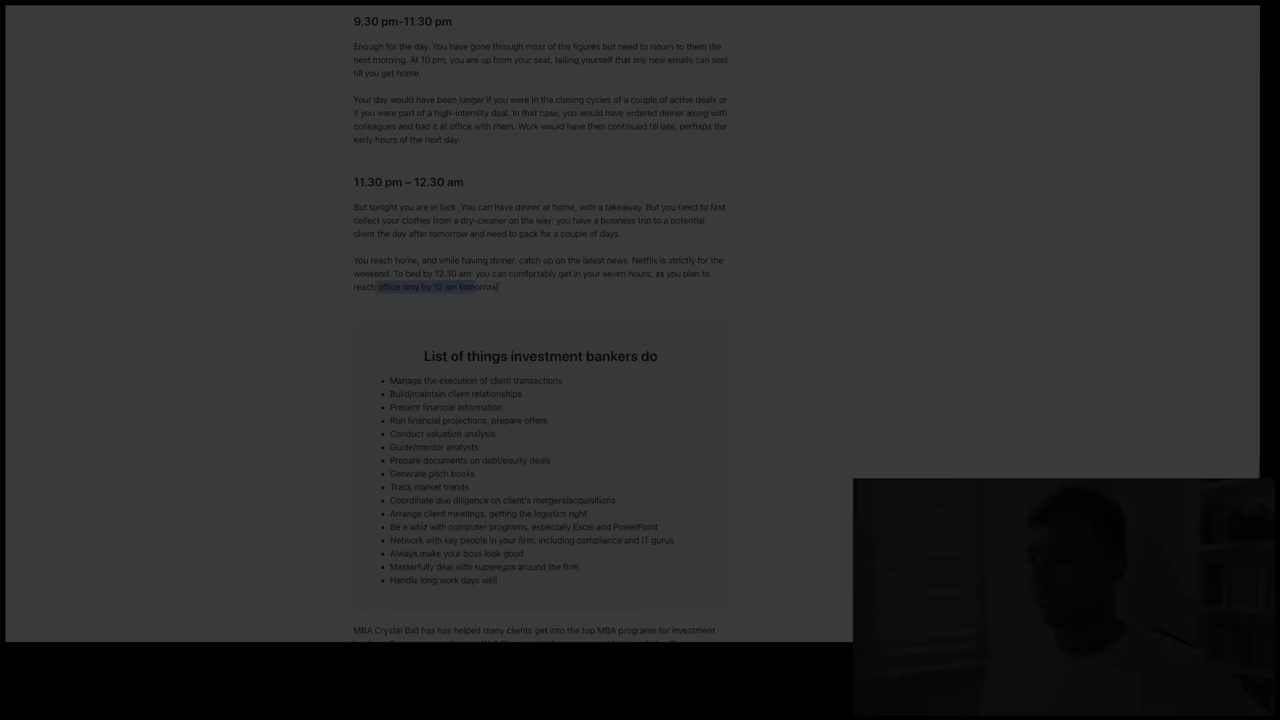 9.30 pm-11.30 pm
Enough for the day. You have gone through most of the figures but need to return to them the
next morning. At 10 pm, you are up from your seat, telling yourself that any new emails can wait
till you get home.
Your day would have been longer if you were in the closing cycles of a couple of active deals or
if you were part of a high-intensity deal. In that case, you would have ordered dinner along with
colleagues and had it at office with them. Work would have then continued till late, perhaps the
early hours of the next day.
11.30 pm – 12.30 am
But tonight you are in luck. You can have dinner at home, with a takeaway. But you need to first
collect your clothes from a dry-cleaner on the way: you have a business trip to a potential
client the day after tomorrow and need to pack for a couple of days.
You reach home, and while having dinner, catch up on the latest news. Netflix is strictly for the
weekend. To bed by 12.30 am: you can comfortably get in your seven hours, as you plan to
reach office only by 10 am tomorrow.
List of things investment bankers do
• Manage the execution of client transactions
• Build/maintain client relationships
• Present financial information
• Run financial projections, prepare offers
• Conduct valuation analysis
• Guide/mentor analysts
• Prepare documents on debt/equity deals
• Generate pitch books
• Track market trends
• Coordinate due diligence on client's mergers/acquisitions
• Arrange client meetings, getting the logistics right
• Be a whiz with computer programs, especially Excel and PowerPoint
• Network with key people in your firm, including compliance and IT gurus
• Always make your boss look good
• Masterfully deal with superegos around the firm
• Handle long work days well
MBA Crystal Ball has has helped many clients get into the top MBA programs for investment